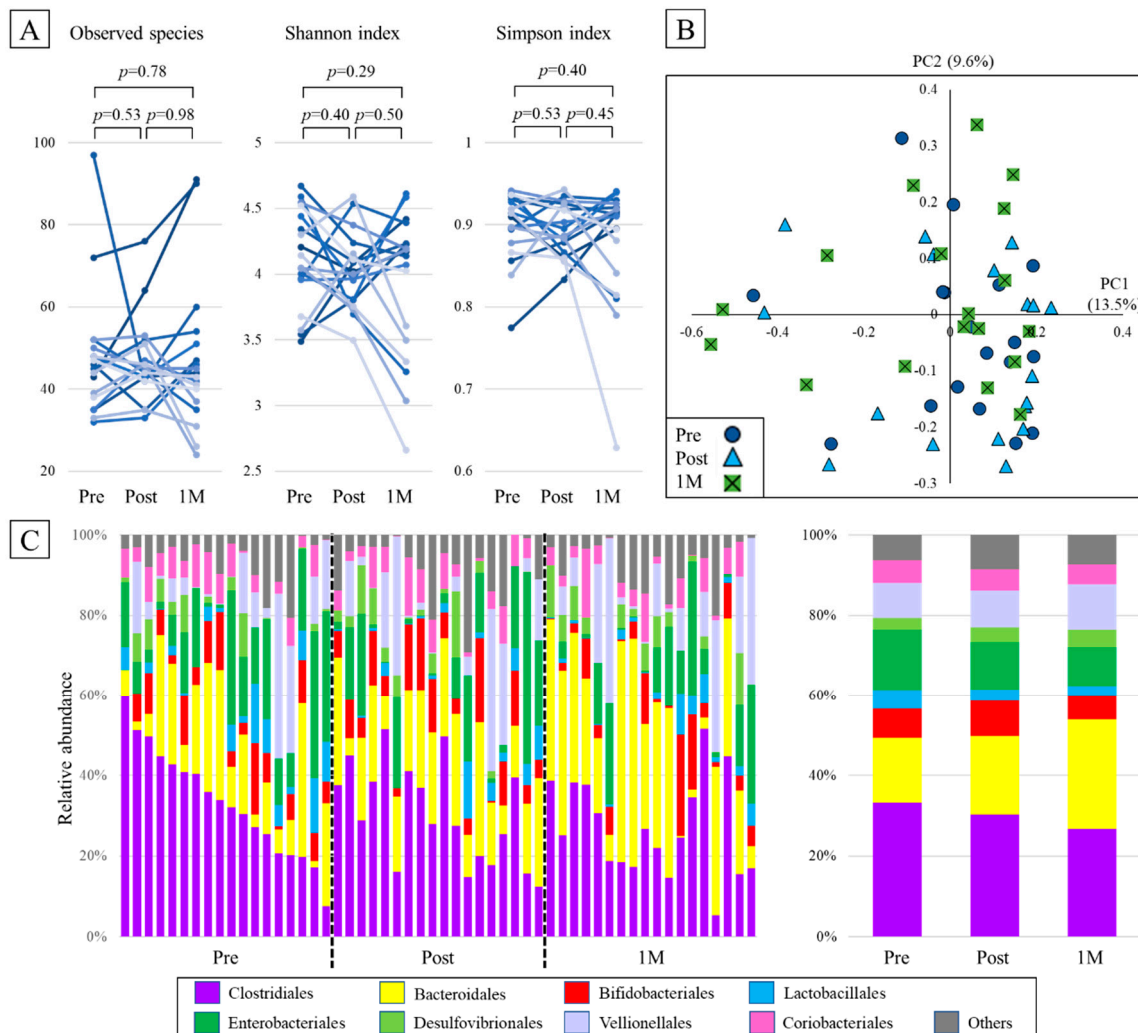 A
Observed species Shannon index Simpson index
p=0.78 p=0.29 p=0.40
p=0.53 p=0.98 p=0.40 p=0.50 p=0.53 p=0.45
100
80
60
40
20
Pre Post 1M
5
4.5
4
3.5
3
2.5
Pre Post 1M
1
0.9
0.8
0.7
0.6
Pre Post 1M
B
PC2 (9.6%)
0.4
0.3
0.2
0.1
PC1
(13.5%)
-0.6 -0.4 -0.2 0 0.2 0.4
-0.1
-0.2
-0.3
Pre
Post
1M
C
Relative abundance
100%
80%
60%
40%
20%
0%
Pre Post 1M
100%
80%
60%
40%
20%
0%
Pre Post 1M
Clostridiales Bacteroidales Bifidobacteriales Lactobacillales
Enterobacteriales Desulfovibrionales Vellionellales Coriobacteriales Others